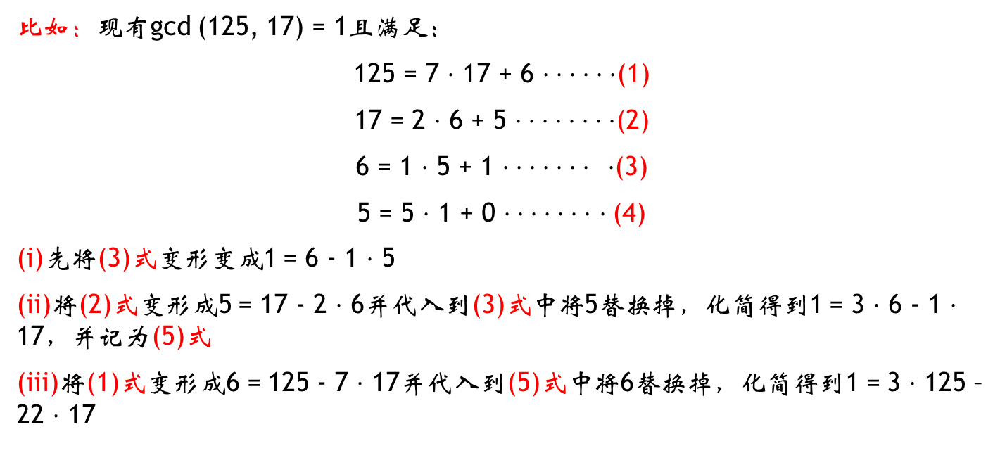 比如：现有gcd (125, 17) = 1且满足：
125 = 7 · 17 + 6 · · · · · ·(1)
17 = 2 · 6 + 5 · · · · · · · ·(2)
6 = 1 · 5 + 1 · · · · · · ·  ·(3)
5 = 5 · 1 + 0 · · · · · · · · (4)
(i)先将(3)式变形变成1 = 6 - 1 · 5
(ii)将(2)式变形成5 = 17 - 2 · 6并代入到(3)式中将5替换掉，化简得到1 = 3 · 6 - 1 ·
17，并记为(5)式
(iii)将(1)式变形成6 = 125 - 7 · 17并代入到(5)式中将6替换掉，化简得到1 = 3 · 125 -
22 · 17